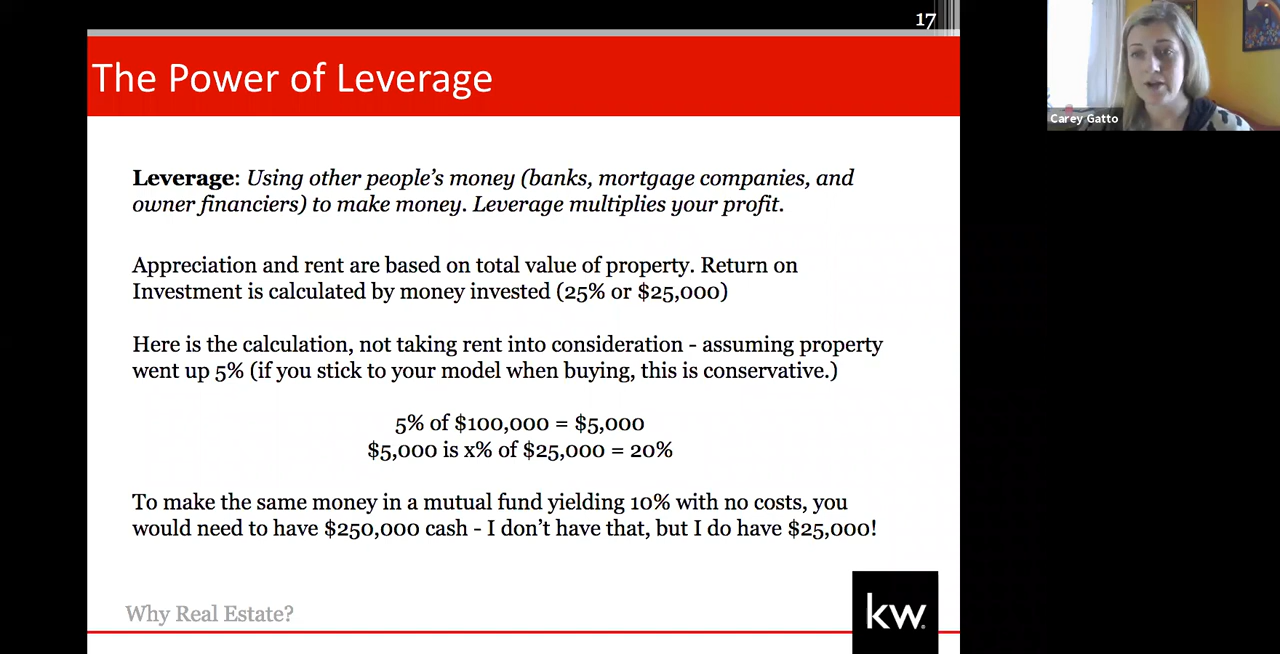 17
The Power of Leverage
Carey Gatto
Leverage: Using other people’s money (banks, mortgage companies, and
owner financiers) to make money. Leverage multiplies your profit.
Appreciation and rent are based on total value of property. Return on
Investment is calculated by money invested (25% or $25,000)
Here is the calculation, not taking rent into consideration - assuming property
went up 5% (if you stick to your model when buying, this is conservative.)
5% of $100,000 = $5,000
$5,000 is x% of $25,000 = 20%
To make the same money in a mutual fund yielding 10% with no costs, you
would need to have $250,000 cash - I don’t have that, but I do have $25,000!
Why Real Estate?
kw.